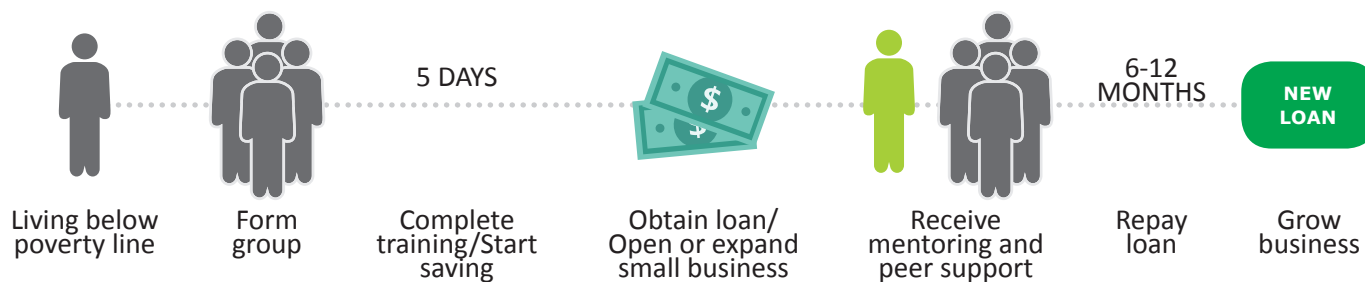 5 DAYS
$
$
6-12
MONTHS
NEW
LOAN
Living below
poverty line
Form
group
Complete
training/Start
saving
Obtain loan/
Open or expand
small business
Receive
mentoring and
peer support
Repay
loan
Grow
business